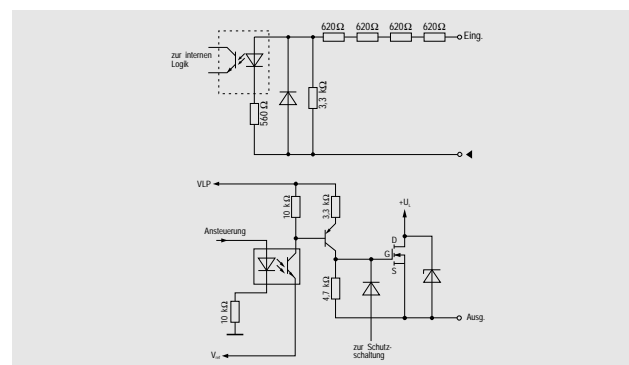 620Ω 620Ω 620Ω 620Ω
Eing.
zur internen
Logik
3,3 kΩ
560 Ω
VLP
10 kΩ
3,3 kΩ
+U
Ansteuerung
D
G
S
4,7 kΩ
10 kΩ
Ausg.
zur Schutz-
schaltung